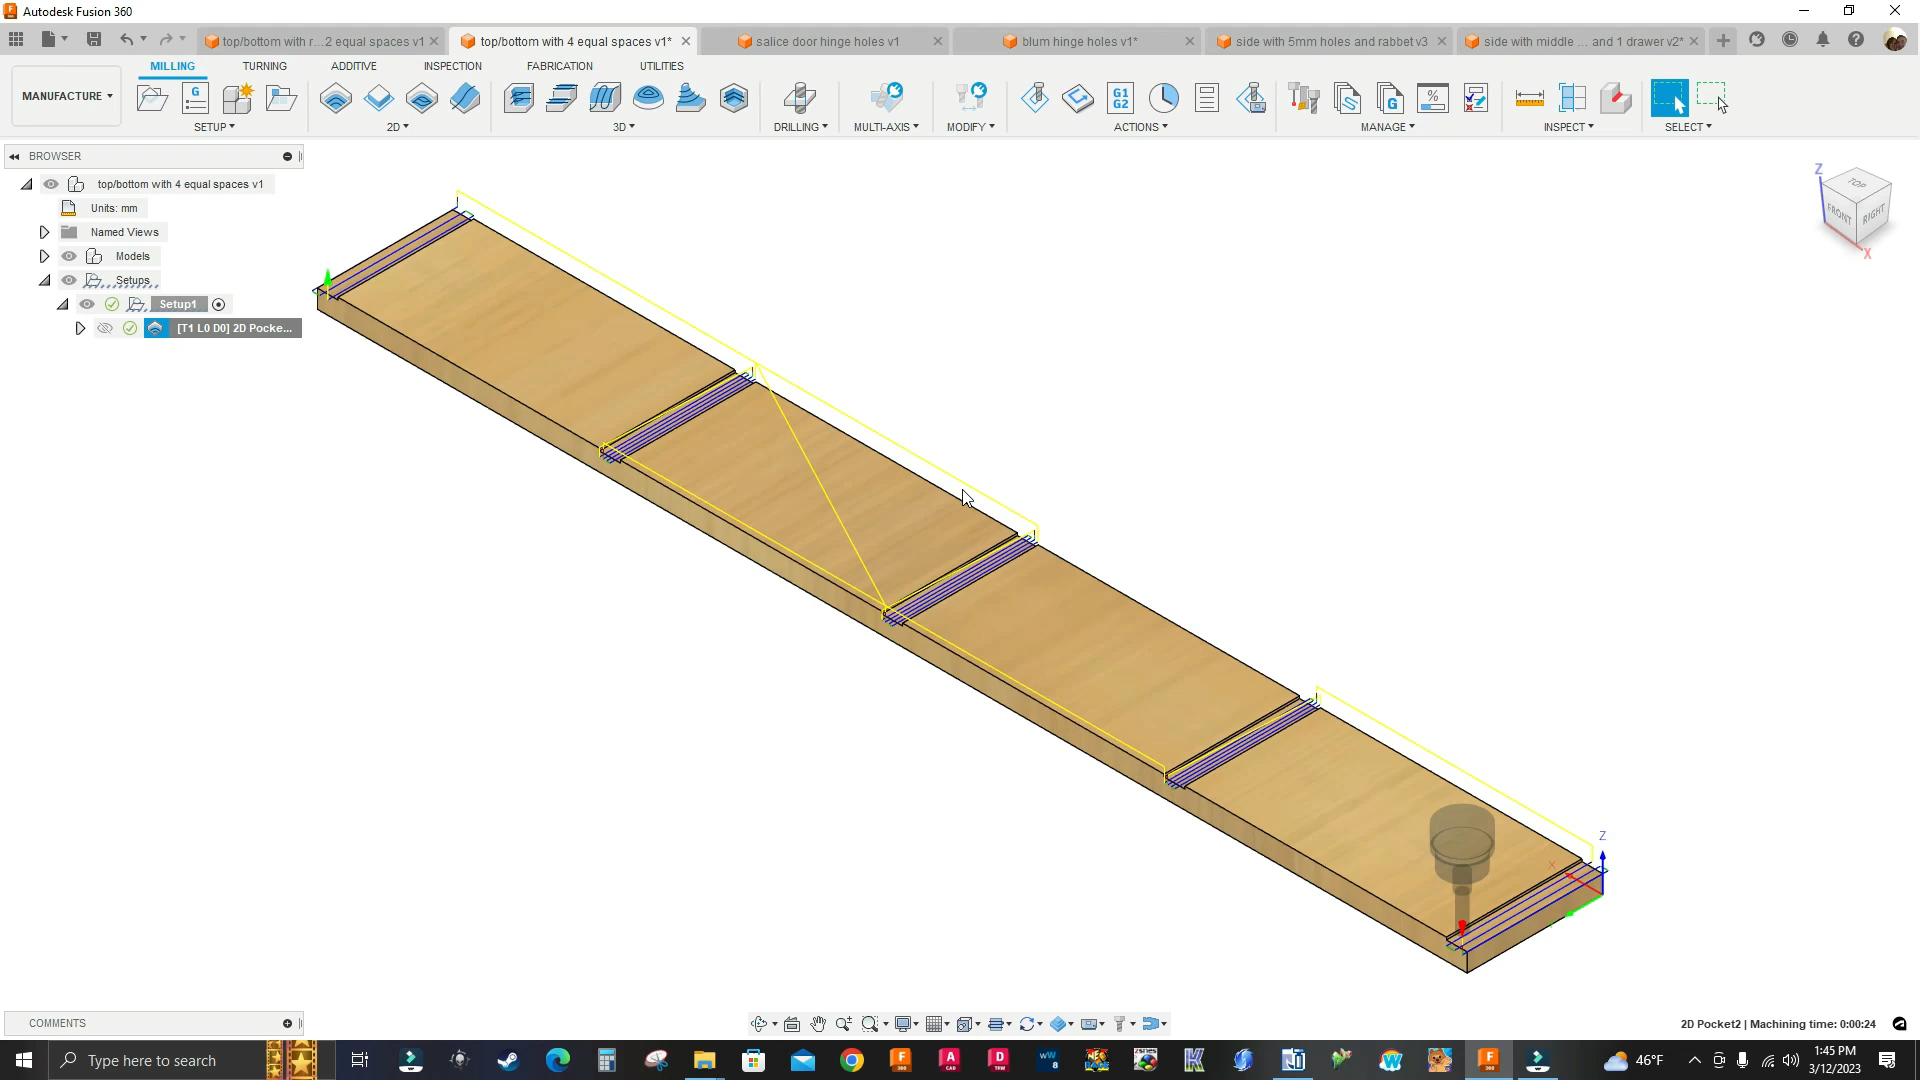 Autodesk Fusion 360
top/bottom with r...2 equal spaces v1
top/bottom with 4 equal spaces v1*
salice door hinge holes v1
blum hinge holes v1*
side with 5mm holes and rabbet v3
side with middle ... and 1 drawer v2*
MILLING
TURNING
ADDITIVE
INSPECTION
FABRICATION
UTILITIES
MANUFACTURE
G
G1
G2
SETUP
2D
3D
DRILLING
MULTI-AXIS
MODIFY
ACTIONS
MANAGE
INSPECT
SELECT
BROWSER
top/bottom with 4 equal spaces v1
Units: mm
Named Views
Models
Setups
Setup1
[T1 L0 D0] 2D Pocke...
Z
TOP
FRONT
RIGHT
X
Z
X
COMMENTS
2D Pocket2 | Machining time: 0:00:24
Type here to search
46°F
1:45 PM
3/12/2023